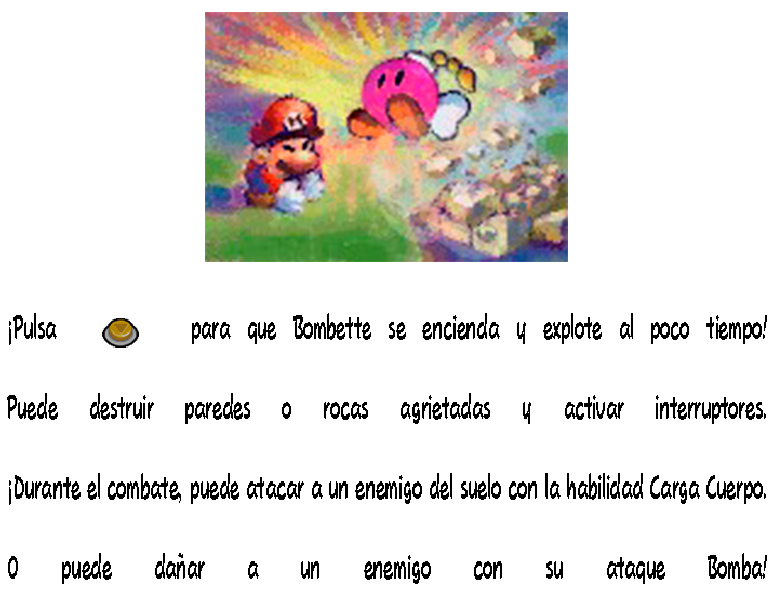 ¡Pulsa para que Bombette se encienda y explote al poco tiempo!
Puede destruir paredes o rocas agrietadas y activar interruptores.
¡Durante el combate, puede atacar a un enemigo del suelo con la habilidad Carga Cuerpo.
O puede dañar a un enemigo con su ataque Bomba!